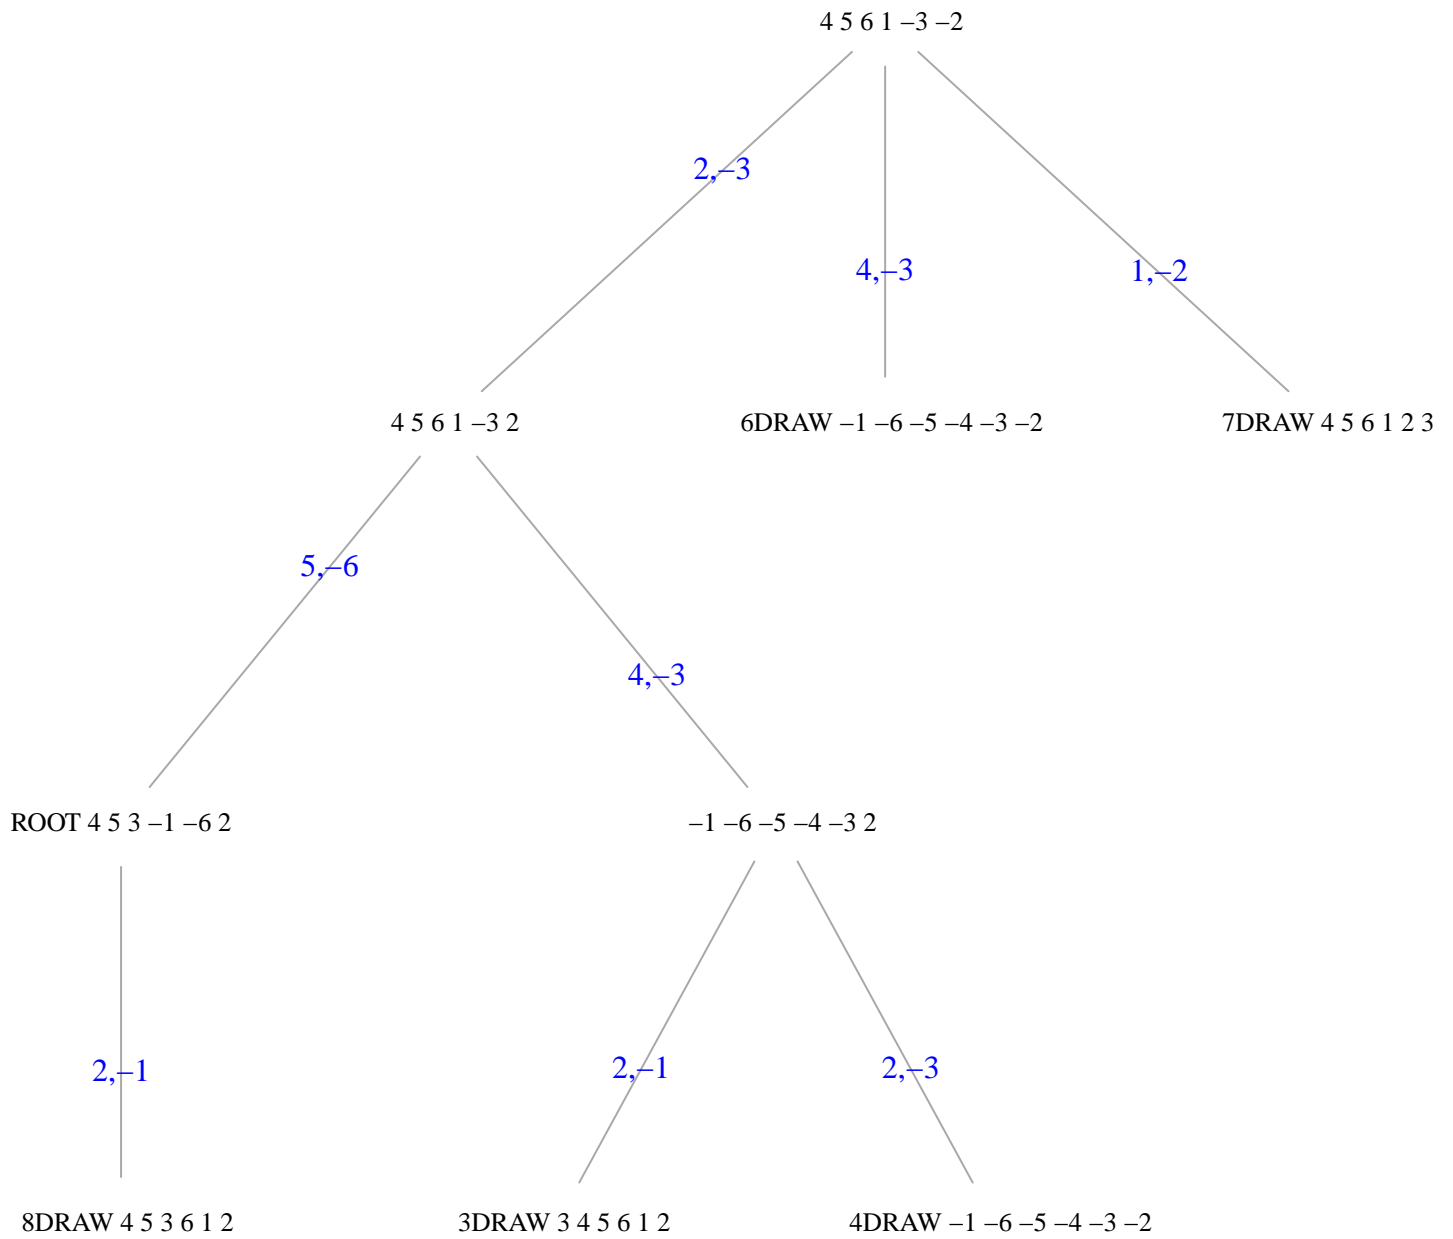 4 5 6 1 –3 –2
2,–3
4,–3
1,–2
4 5 6 1 –3 2
6DRAW –1 –6 –5 –4 –3 –2
7DRAW 4 5 6 1 2 3
5,–6
4,–3
ROOT 4 5 3 –1 –6 2
–1 –6 –5 –4 –3 2
2,–1
2,–1
2,–3
8DRAW 4 5 3 6 1 2
3DRAW 3 4 5 6 1 2
4DRAW –1 –6 –5 –4 –3 –2